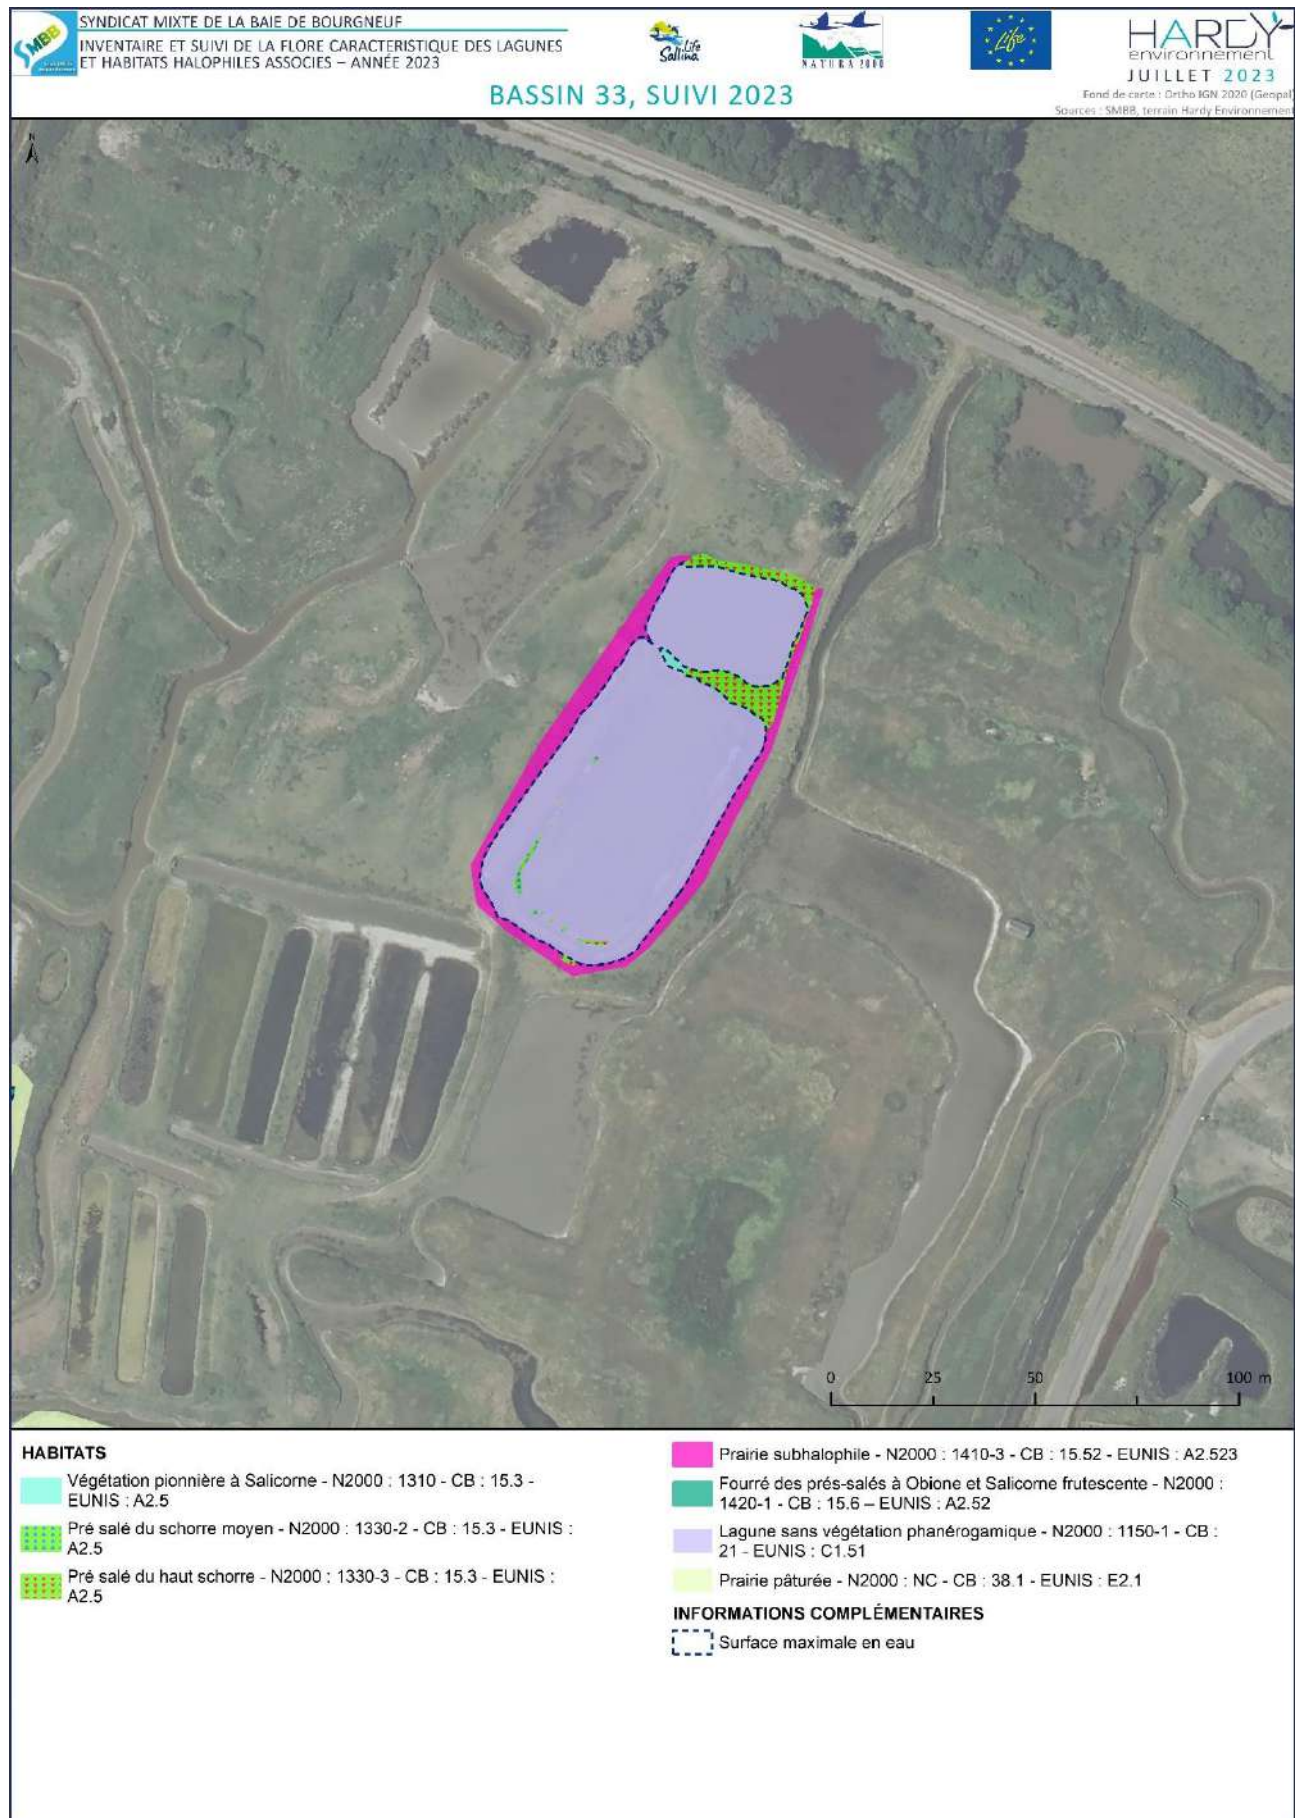 SYNDICAT MIXTE DE LA BAIE DE BOURGNEUF
INVENTAIRE ET SUIVI DE LA FLORE CARACTERISTIQUE DES LAGUNES
ET HABITATS HALOPHILES ASSOCIES – ANNÉE 2023
SMBB
Life
Sallina
NATURA 2000
Life
HARDY
environnement
JUILLET 2023
Fond de carte : Ortho IGN 2020 (Geopal)
Sources : SMBB, terrain Hardy Environnement
BASSIN 33, SUIVI 2023
N
0 25 50 100 m
HABITATS
Végétation pionnière à Salicorne - N2000 : 1310 - CB : 15.3 -
EUNIS : A2.5
Pré salé du schorre moyen - N2000 : 1330-2 - CB : 15.3 - EUNIS :
A2.5
Pré salé du haut schorre - N2000 : 1330-3 - CB : 15.3 - EUNIS :
A2.5
Prairie subhalophile - N2000 : 1410-3 - CB : 15.52 - EUNIS : A2.523
Fourré des prés-salés à Obione et Salicorne frutescente - N2000 :
1420-1 - CB : 15.6 – EUNIS : A2.52
Lagune sans végétation phanérogamique - N2000 : 1150-1 - CB :
21 - EUNIS : C1.51
Prairie pâturée - N2000 : NC - CB : 38.1 - EUNIS : E2.1
INFORMATIONS COMPLÉMENTAIRES
Surface maximale en eau